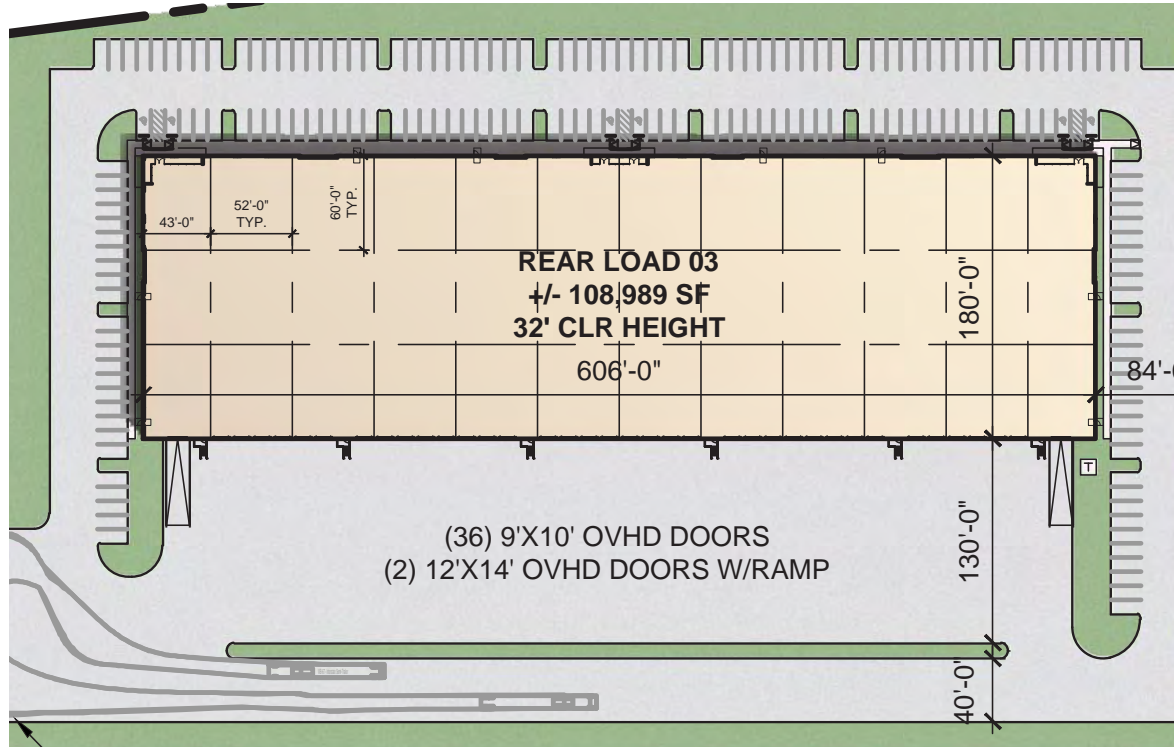 43'-0"
52'-0"
TYP.
60'-0"
TYP.
REAR LOAD 03
+/- 108,989 SF
32' CLR HEIGHT
606'-0"
180'-0"
84'-0
T
(36) 9'X10' OVHD DOORS
(2) 12'X14' OVHD DOORS W/RAMP
130'-0"
40'-0"